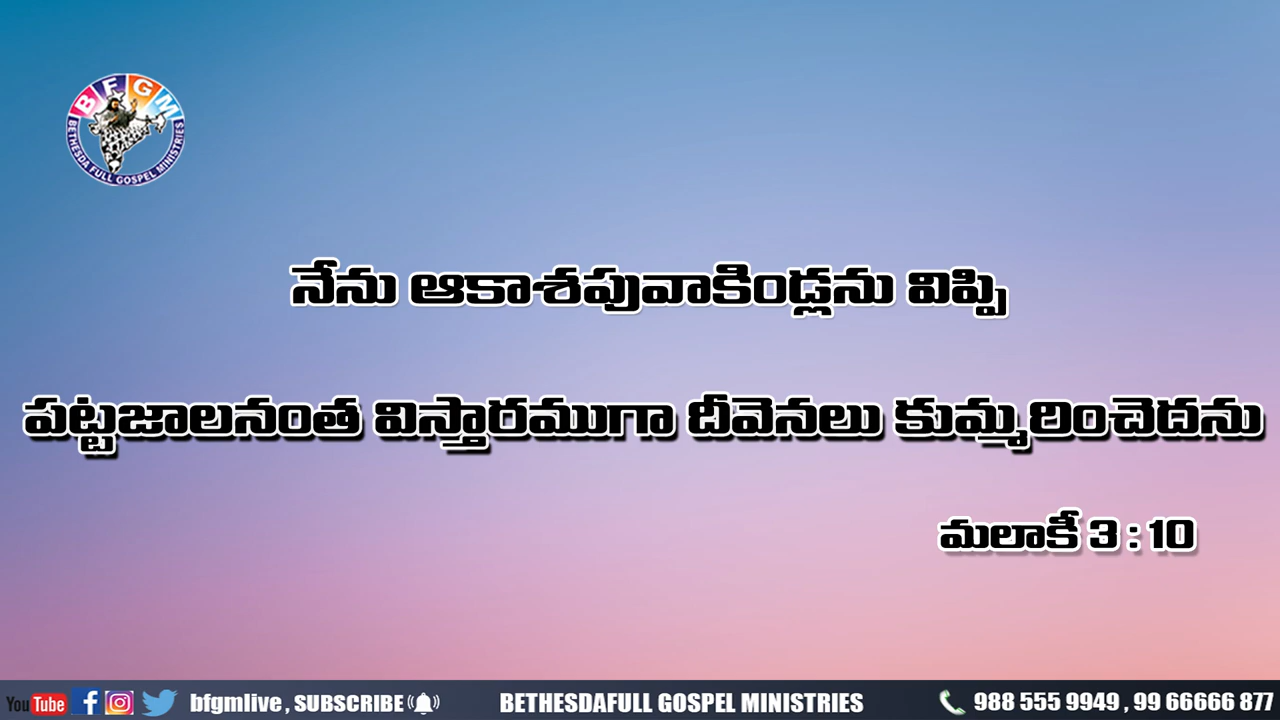 BFGM
BETHESDA FULL GOSPEL MINISTRIES
నేను ఆకాశపువాకిండ్లను విప్పి
పట్టజాలనంత విస్తారముగా దీవెనలు కుమ్మరించెదను
మలాకీ 3 : 10
YouTube bfgmlive , SUBSCRIBE BETHESDAFULL GOSPEL MINISTRIES 988 555 9949 , 99 66666 877